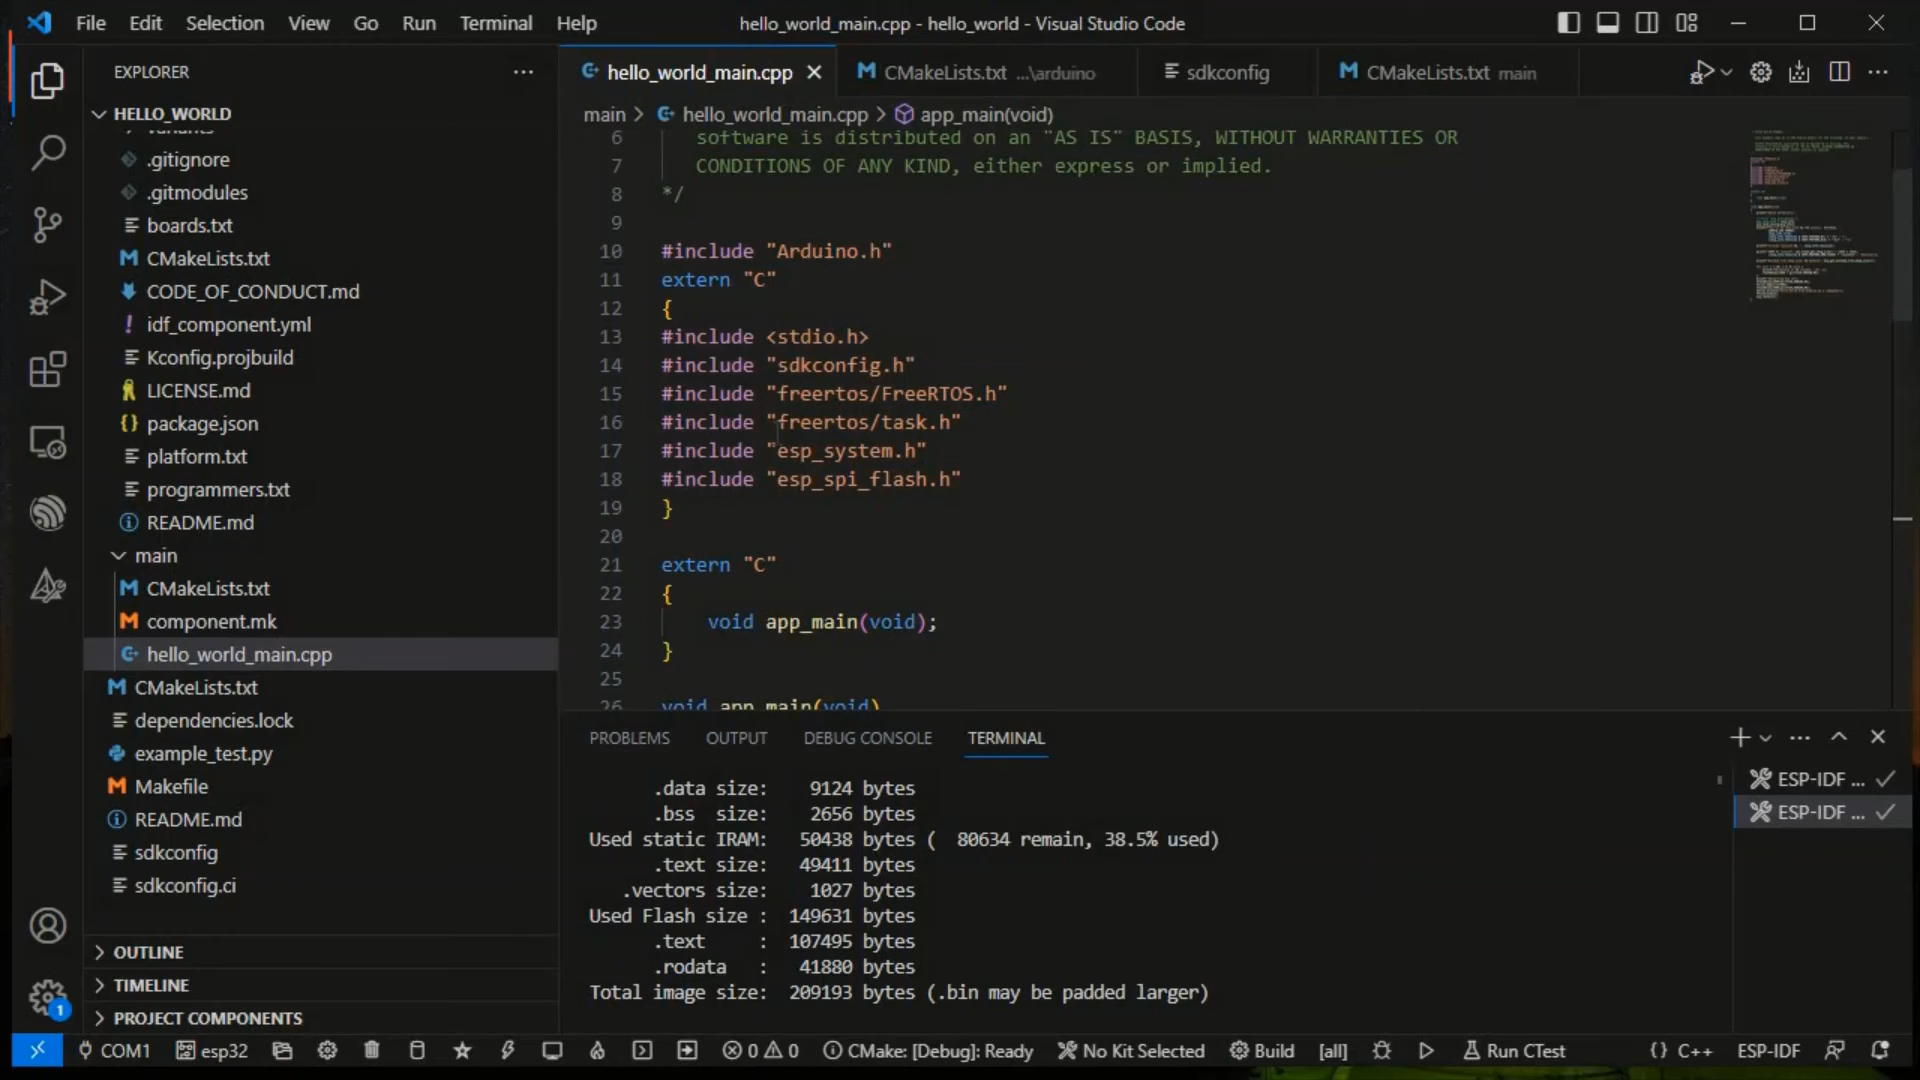 File Edit Selection View Go Run Terminal Help
hello_world_main.cpp - hello_world - Visual Studio Code
EXPLORER
HELLO_WORLD
variants
.gitignore
.gitmodules
boards.txt
CMakeLists.txt
CODE_OF_CONDUCT.md
idf_component.yml
Kconfig.projbuild
LICENSE.md
package.json
platform.txt
programmers.txt
README.md
main
CMakeLists.txt
component.mk
hello_world_main.cpp
CMakeLists.txt
dependencies.lock
example_test.py
Makefile
README.md
sdkconfig
sdkconfig.ci
OUTLINE
TIMELINE
PROJECT COMPONENTS
hello_world_main.cpp CMakeLists.txt ...\arduino sdkconfig CMakeLists.txt main
main > hello_world_main.cpp > app_main(void)
6 software is distributed on an "AS IS" BASIS, WITHOUT WARRANTIES OR
7 CONDITIONS OF ANY KIND, either express or implied.
8 */
9
10 #include "Arduino.h"
11 extern "C"
12 {
13 #include <stdio.h>
14 #include "sdkconfig.h"
15 #include "freertos/FreeRTOS.h"
16 #include "freertos/task.h"
17 #include "esp_system.h"
18 #include "esp_spi_flash.h"
19 }
20
21 extern "C"
22 {
23 void app_main(void);
24 }
25
26 void app_main(void)
PROBLEMS OUTPUT DEBUG CONSOLE TERMINAL
.data size: 9124 bytes
.bss size: 2656 bytes
Used static IRAM: 50438 bytes ( 80634 remain, 38.5% used)
.text size: 49411 bytes
.vectors size: 1027 bytes
Used Flash size : 149631 bytes
.text : 107495 bytes
.rodata : 41880 bytes
Total image size: 209193 bytes (.bin may be padded larger)
ESP-IDF ...
ESP-IDF ...
1
COM1 esp32 0 0 CMake: [Debug]: Ready No Kit Selected Build [all] Run CTest {} C++ ESP-IDF